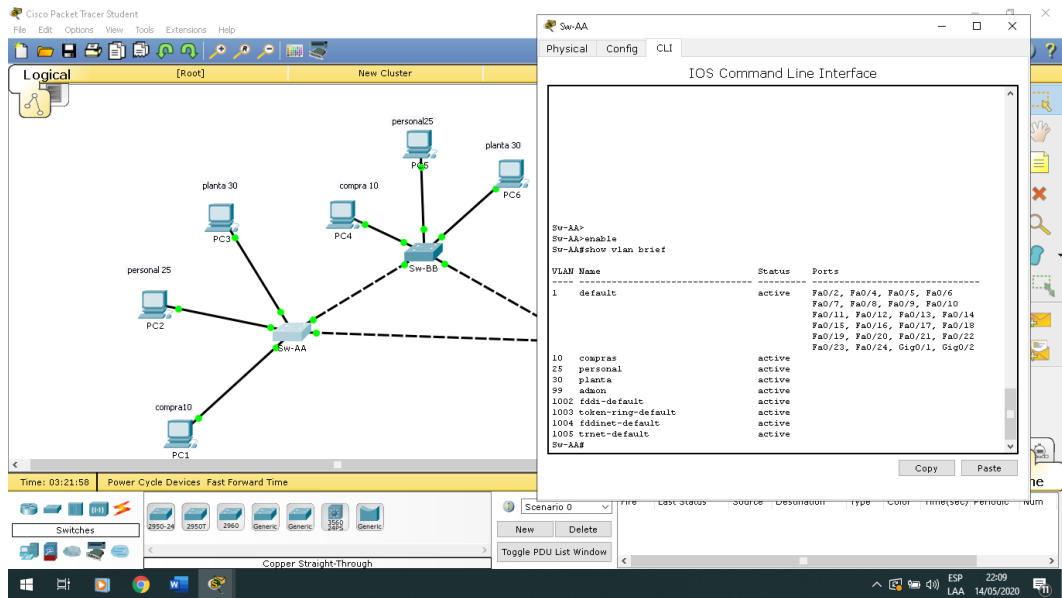 Cisco Packet Tracer Student
File Edit Options View Tools Extensions Help
Logical [Root] New Cluster
personal25
planta 30
PC5
PC6
planta 30
compra 10
PC3
PC4
Sw-BB
personal 25
PC2
Sw-AA
compra10
PC1
Time: 03:21:58 Power Cycle Devices Fast Forward Time
Switches
2950-24 2950T 2960 Generic Generic 3560 24PS Generic
Copper Straight-Through
Scenario 0
New Delete
Toggle PDU List Window
Fire Last Status Source Destination Type Color Time(sec) Periodic Num
Sw-AA
Physical Config CLI
IOS Command Line Interface
Sw-AA>
Sw-AA>enable
Sw-AA#show vlan brief
VLAN Name Status Ports
---- -------------------------------- --------- -------------------------------
1 default active Fa0/2, Fa0/4, Fa0/5, Fa0/6
Fa0/7, Fa0/8, Fa0/9, Fa0/10
Fa0/11, Fa0/12, Fa0/13, Fa0/14
Fa0/15, Fa0/16, Fa0/17, Fa0/18
Fa0/19, Fa0/20, Fa0/21, Fa0/22
Fa0/23, Fa0/24, Gig0/1, Gig0/2
10 compras active
25 personal active
30 planta active
99 admon active
1002 fddi-default active
1003 token-ring-default active
1004 fddinet-default active
1005 trnet-default active
Sw-AA#
Copy Paste
ESP 22:09
LAA 14/05/2020